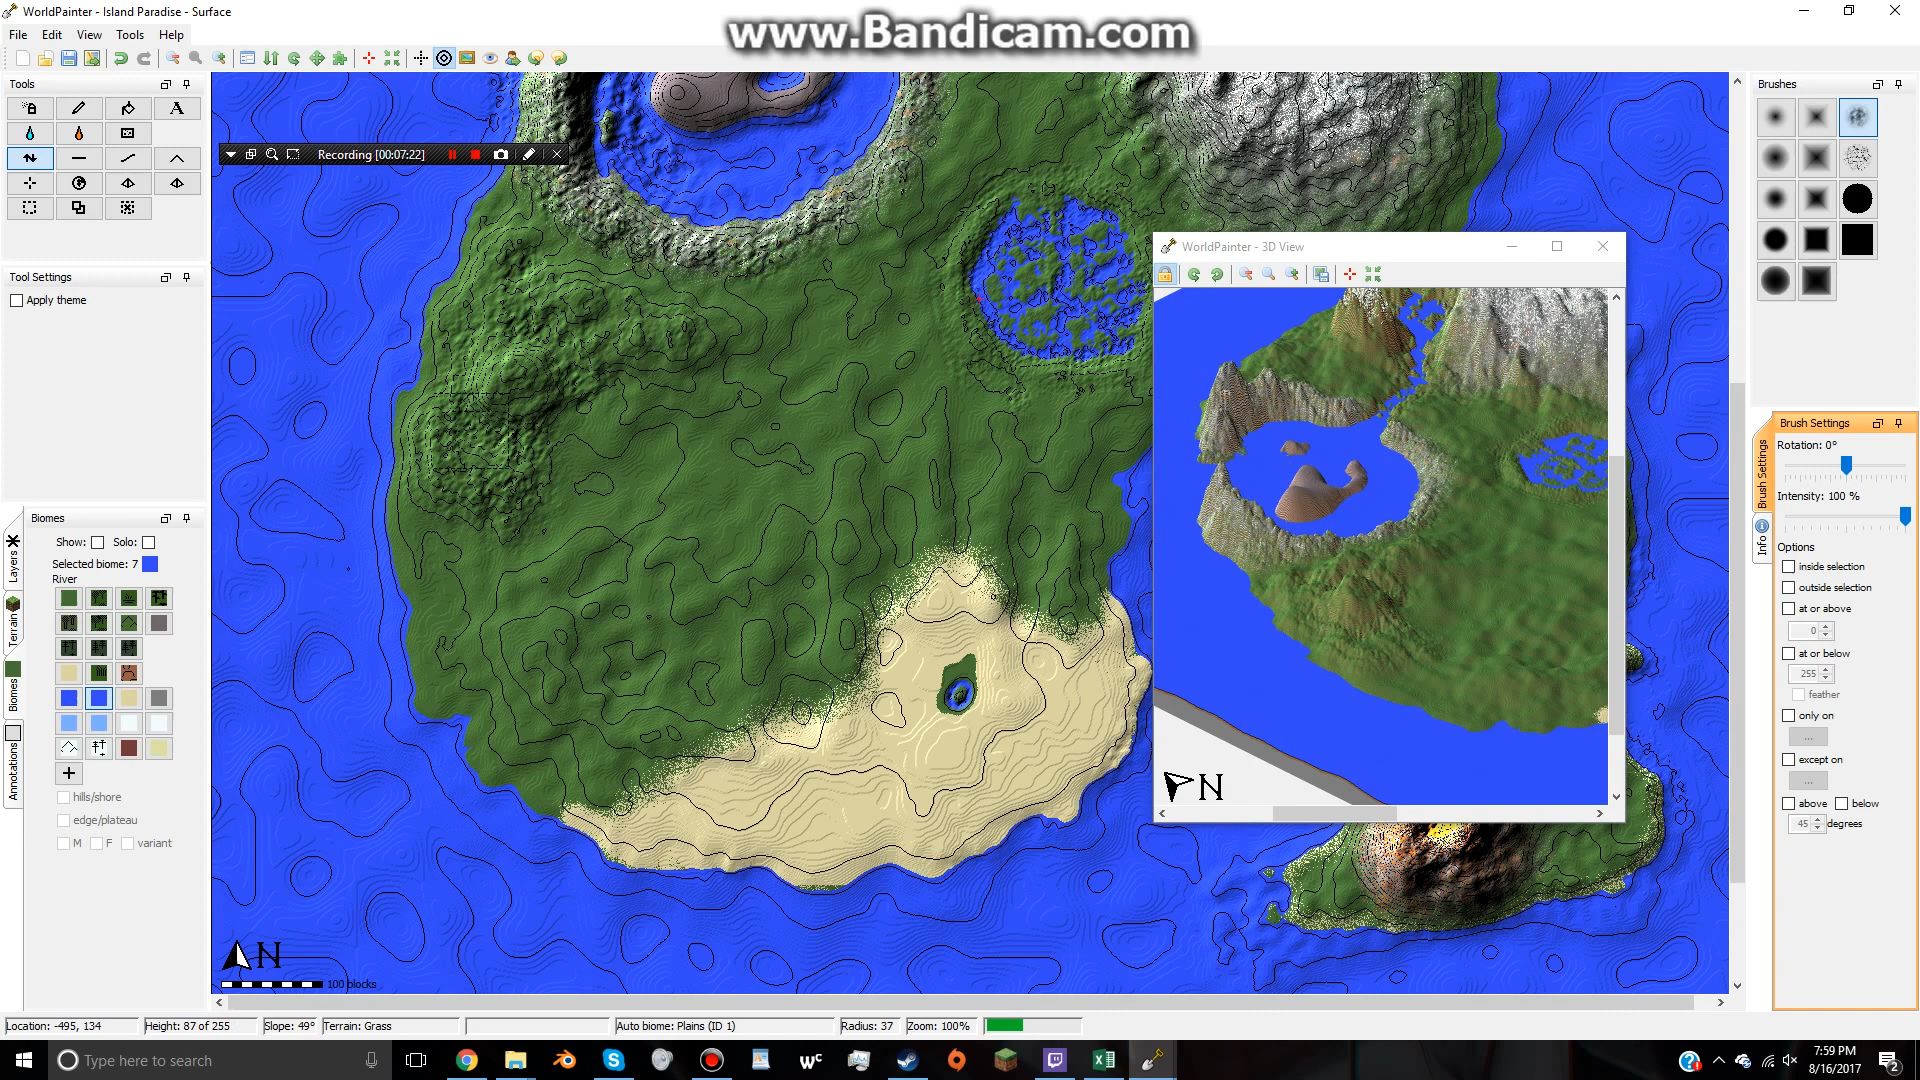 WorldPainter - Island Paradise - Surface
www.Bandicam.com
File Edit View Tools Help
Tools
A
Recording [00:07:22]
Tool Settings
Apply theme
Biomes
Show: Solo:
Selected biome: 7
River
hills/shore
edge/plateau
M F variant
Layers
Terrain
Biomes
Annotations
WorldPainter - 3D View
N
N
100 blocks
Brushes
Brush Settings
Info
Brush Settings
Rotation: 0°
Intensity: 100 %
Options
inside selection
outside selection
at or above
0
at or below
255
feather
only on
...
except on
...
above below
45 degrees
Location: -495, 134 Height: 87 of 255 Slope: 49° Terrain: Grass Auto biome: Plains (ID 1) Radius: 37 Zoom: 100%
Type here to search
7:59 PM
8/16/2017
2